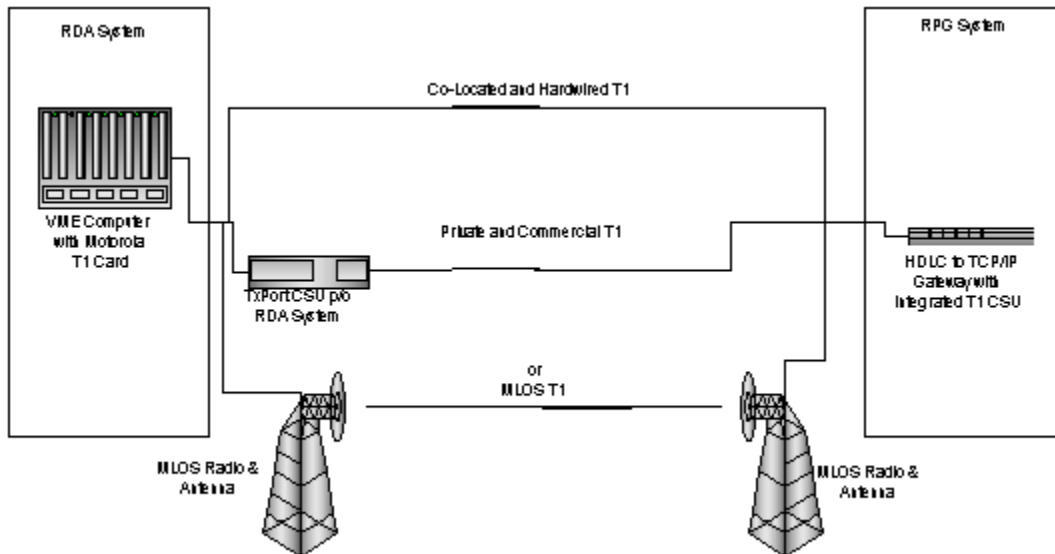 RDA System
RPG System
Co-Located and Hardwired T1
VME Computer
with Motorola
T1 Card
Private and Commercial T1
TxPort CSU p/o
RDA System
HDLC to TCP/IP
Gateway with
Integrated T1 CSU
or
MLOS T1
MLOS Radio &
Antenna
MLOS Radio &
Antenna